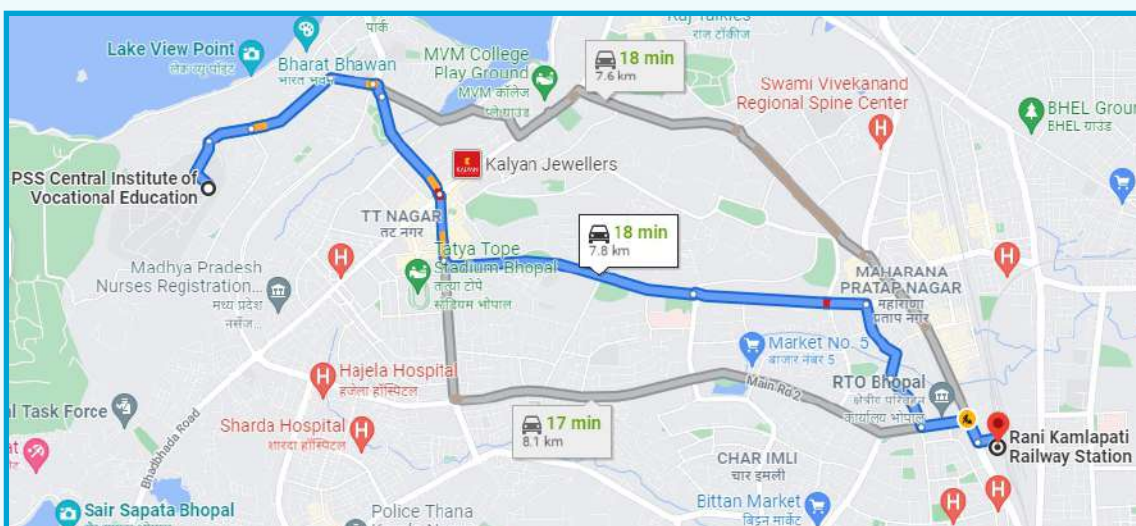 पार्क
Raj Talkies
राज टॉकीज
Lake View Point
लेक व्यू पॉइंट
Bharat Bhawan
भारत भवन
MVM College
Play Ground
MVM कॉलेज
प्ले ग्राउंड
18 min
7.6 km
Swami Vivekanand
Regional Spine Center
BHEL Grou
BHEL ग्राउंड
Kalyan Jewellers
KALYAN
PSS Central Institute of
Vocational Education
TT NAGAR
तट नगर
18 min
7.8 km
Tatya Tope
Stadium Bhopal
तत्या टोपे
स्टेडियम भोपाल
Madhya Pradesh
Nurses Registration...
मध्य प्रदेश
नर्सेज...
MAHARANA
PRATAP NAGAR
महाराणा
प्रताप नगर
Market No. 5
बाजार नंबर 5
Hajela Hospital
हजेला हॉस्पिटल
Main Rd 2
RTO Bhopal
क्षेत्रीय परिवहन
कार्यालय भोपाल
al Task Force
Bhadbhada Road
Sharda Hospital
शारदा हॉस्पिटल
17 min
8.1 km
Rani Kamlapati
Railway Station
CHAR IMLI
चार इमली
Bittan Market
बिट्टन मार्केट
Sair Sapata Bhopal
Police Thana